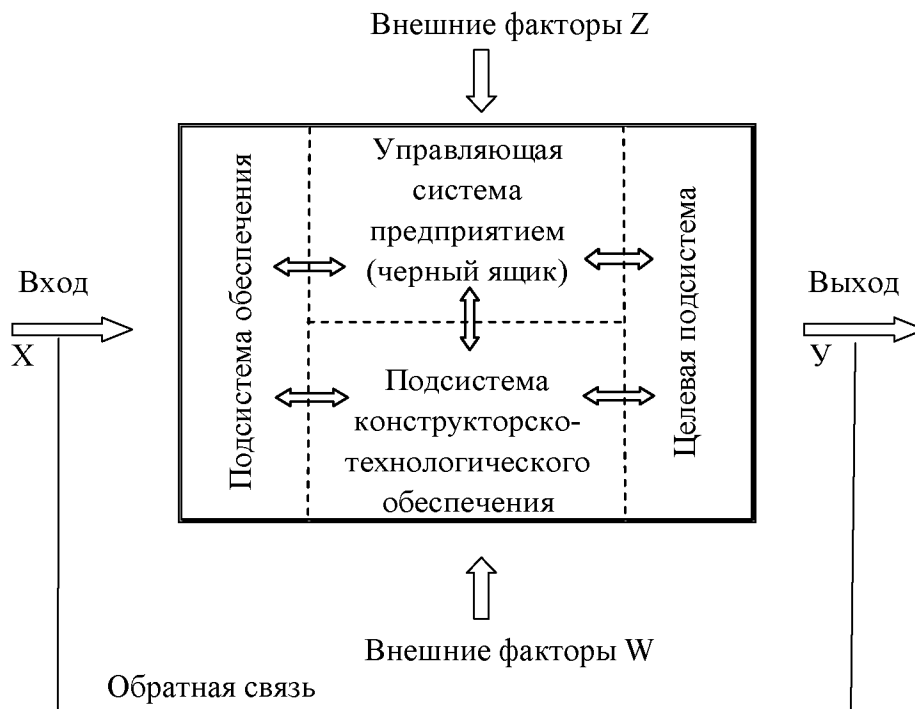 Внешние факторы Z
Подсистема обеспечения
Управляющая
система
предприятием
(черный ящик)
Целевая подсистема
Вход
Выход
X
У
Подсистема
конструкторско-
технологического
обеспечения
Внешние факторы W
Обратная связь